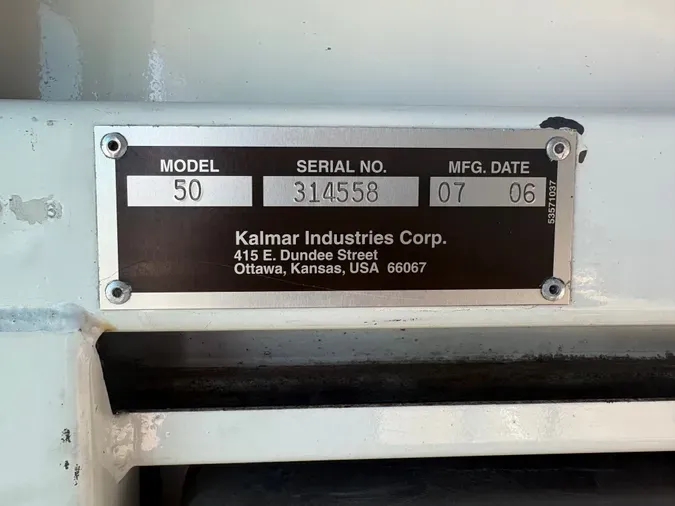 MODEL SERIAL NO. MFG. DATE
50 314558 07 06
53571037
Kalmar Industries Corp.
415 E. Dundee Street
Ottawa, Kansas, USA 66067